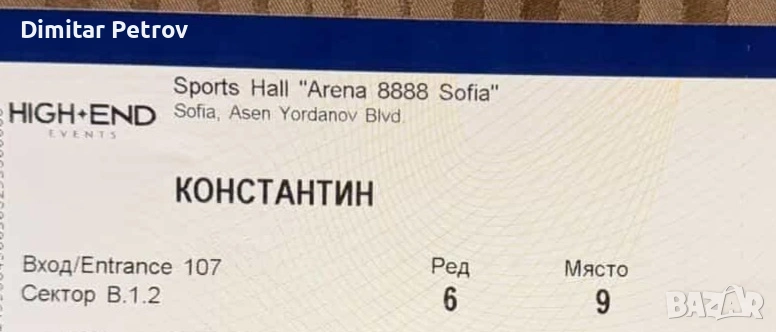 Dimitar Petrov
Sports Hall "Arena 8888 Sofia"
Sofia, Asen Yordanov Blvd.
HIGH✦END
EVENTS
КОНСТАНТИН
Вход/Entrance 107
Сектор B.1.2
Ред
6
Място
9
BAZAR